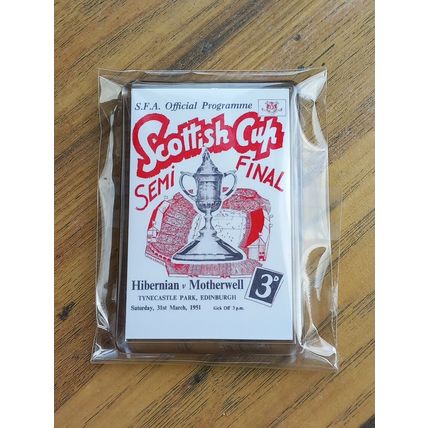 S.F.A. Official Programme
Scottish Cup
SEMI FINAL
Hibernian v Motherwell
TYNECASTLE PARK, EDINBURGH
Saturday, 31st March, 1951 Kick Off 3 p.m.
3D